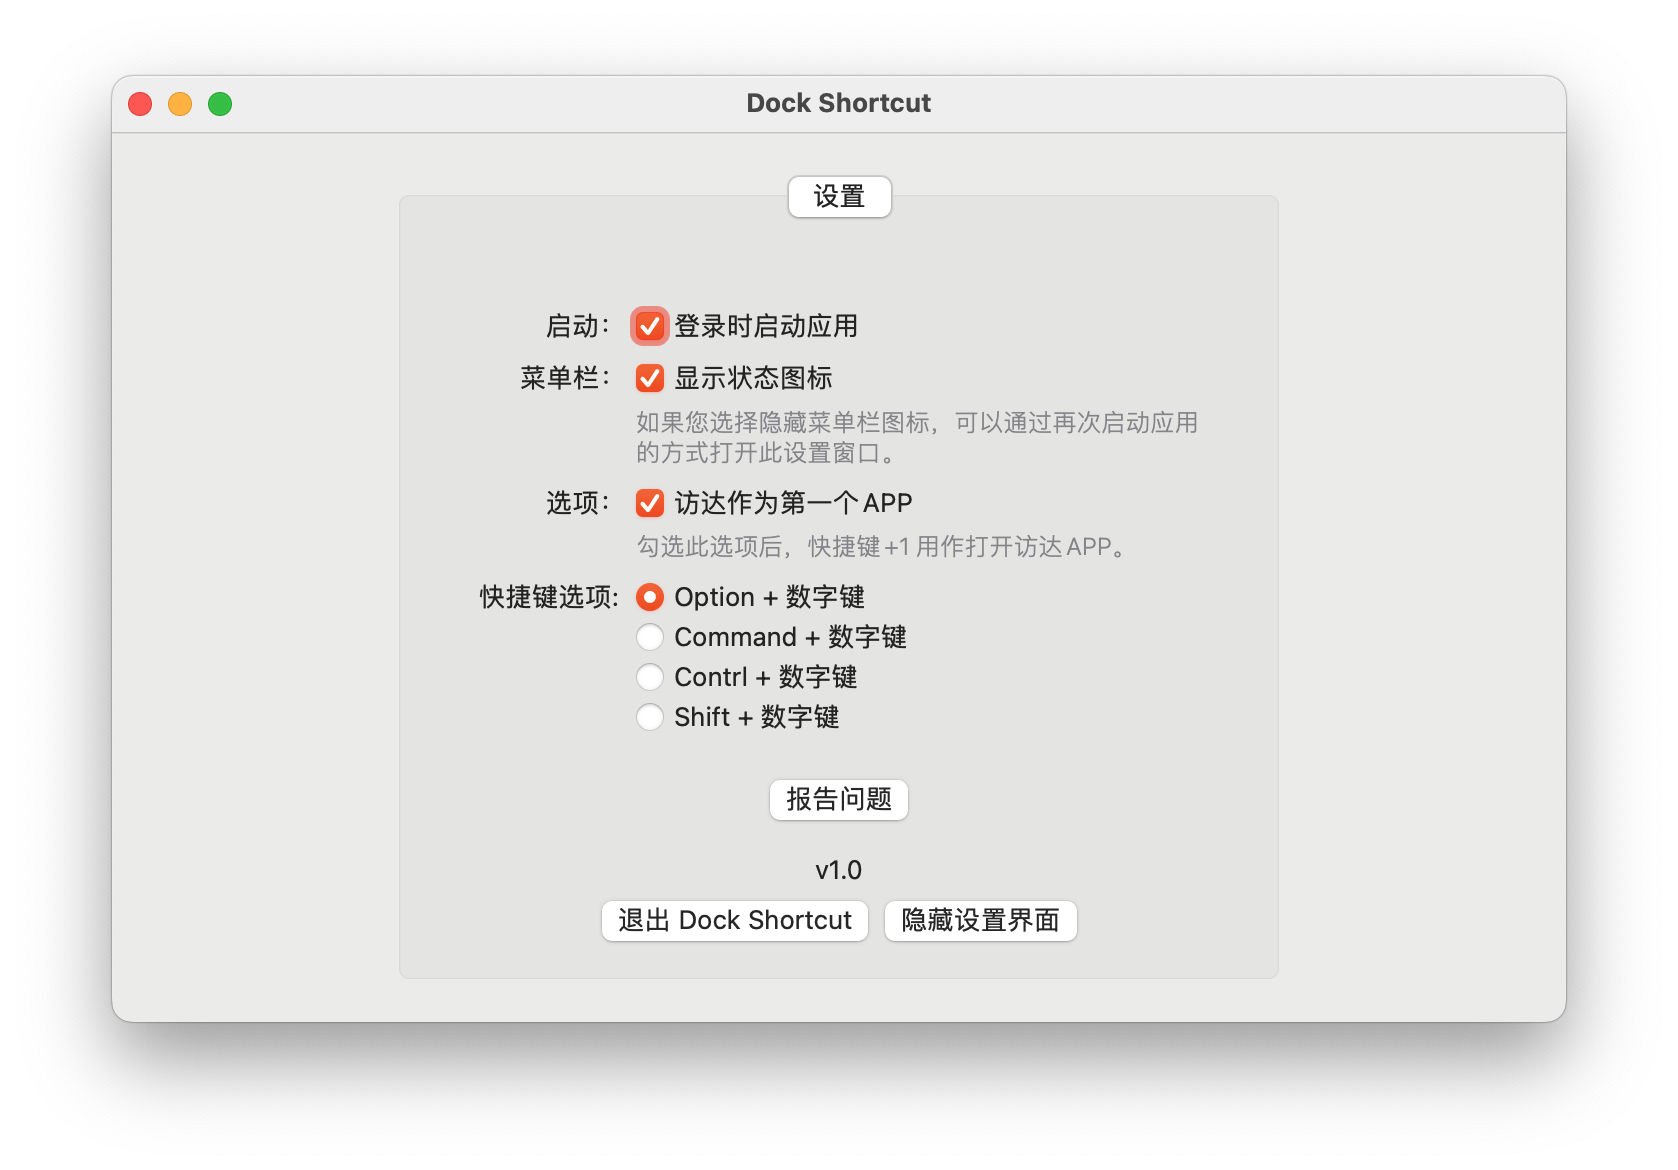 Dock Shortcut
设置
启动： 登录时启动应用
菜单栏： 显示状态图标
如果您选择隐藏菜单栏图标，可以通过再次启动应用
的方式打开此设置窗口。
选项： 访达作为第一个APP
勾选此选项后，快捷键+1 用作打开访达APP。
快捷键选项: Option + 数字键
Command + 数字键
Contrl + 数字键
Shift + 数字键
报告问题
v1.0
退出 Dock Shortcut 隐藏设置界面